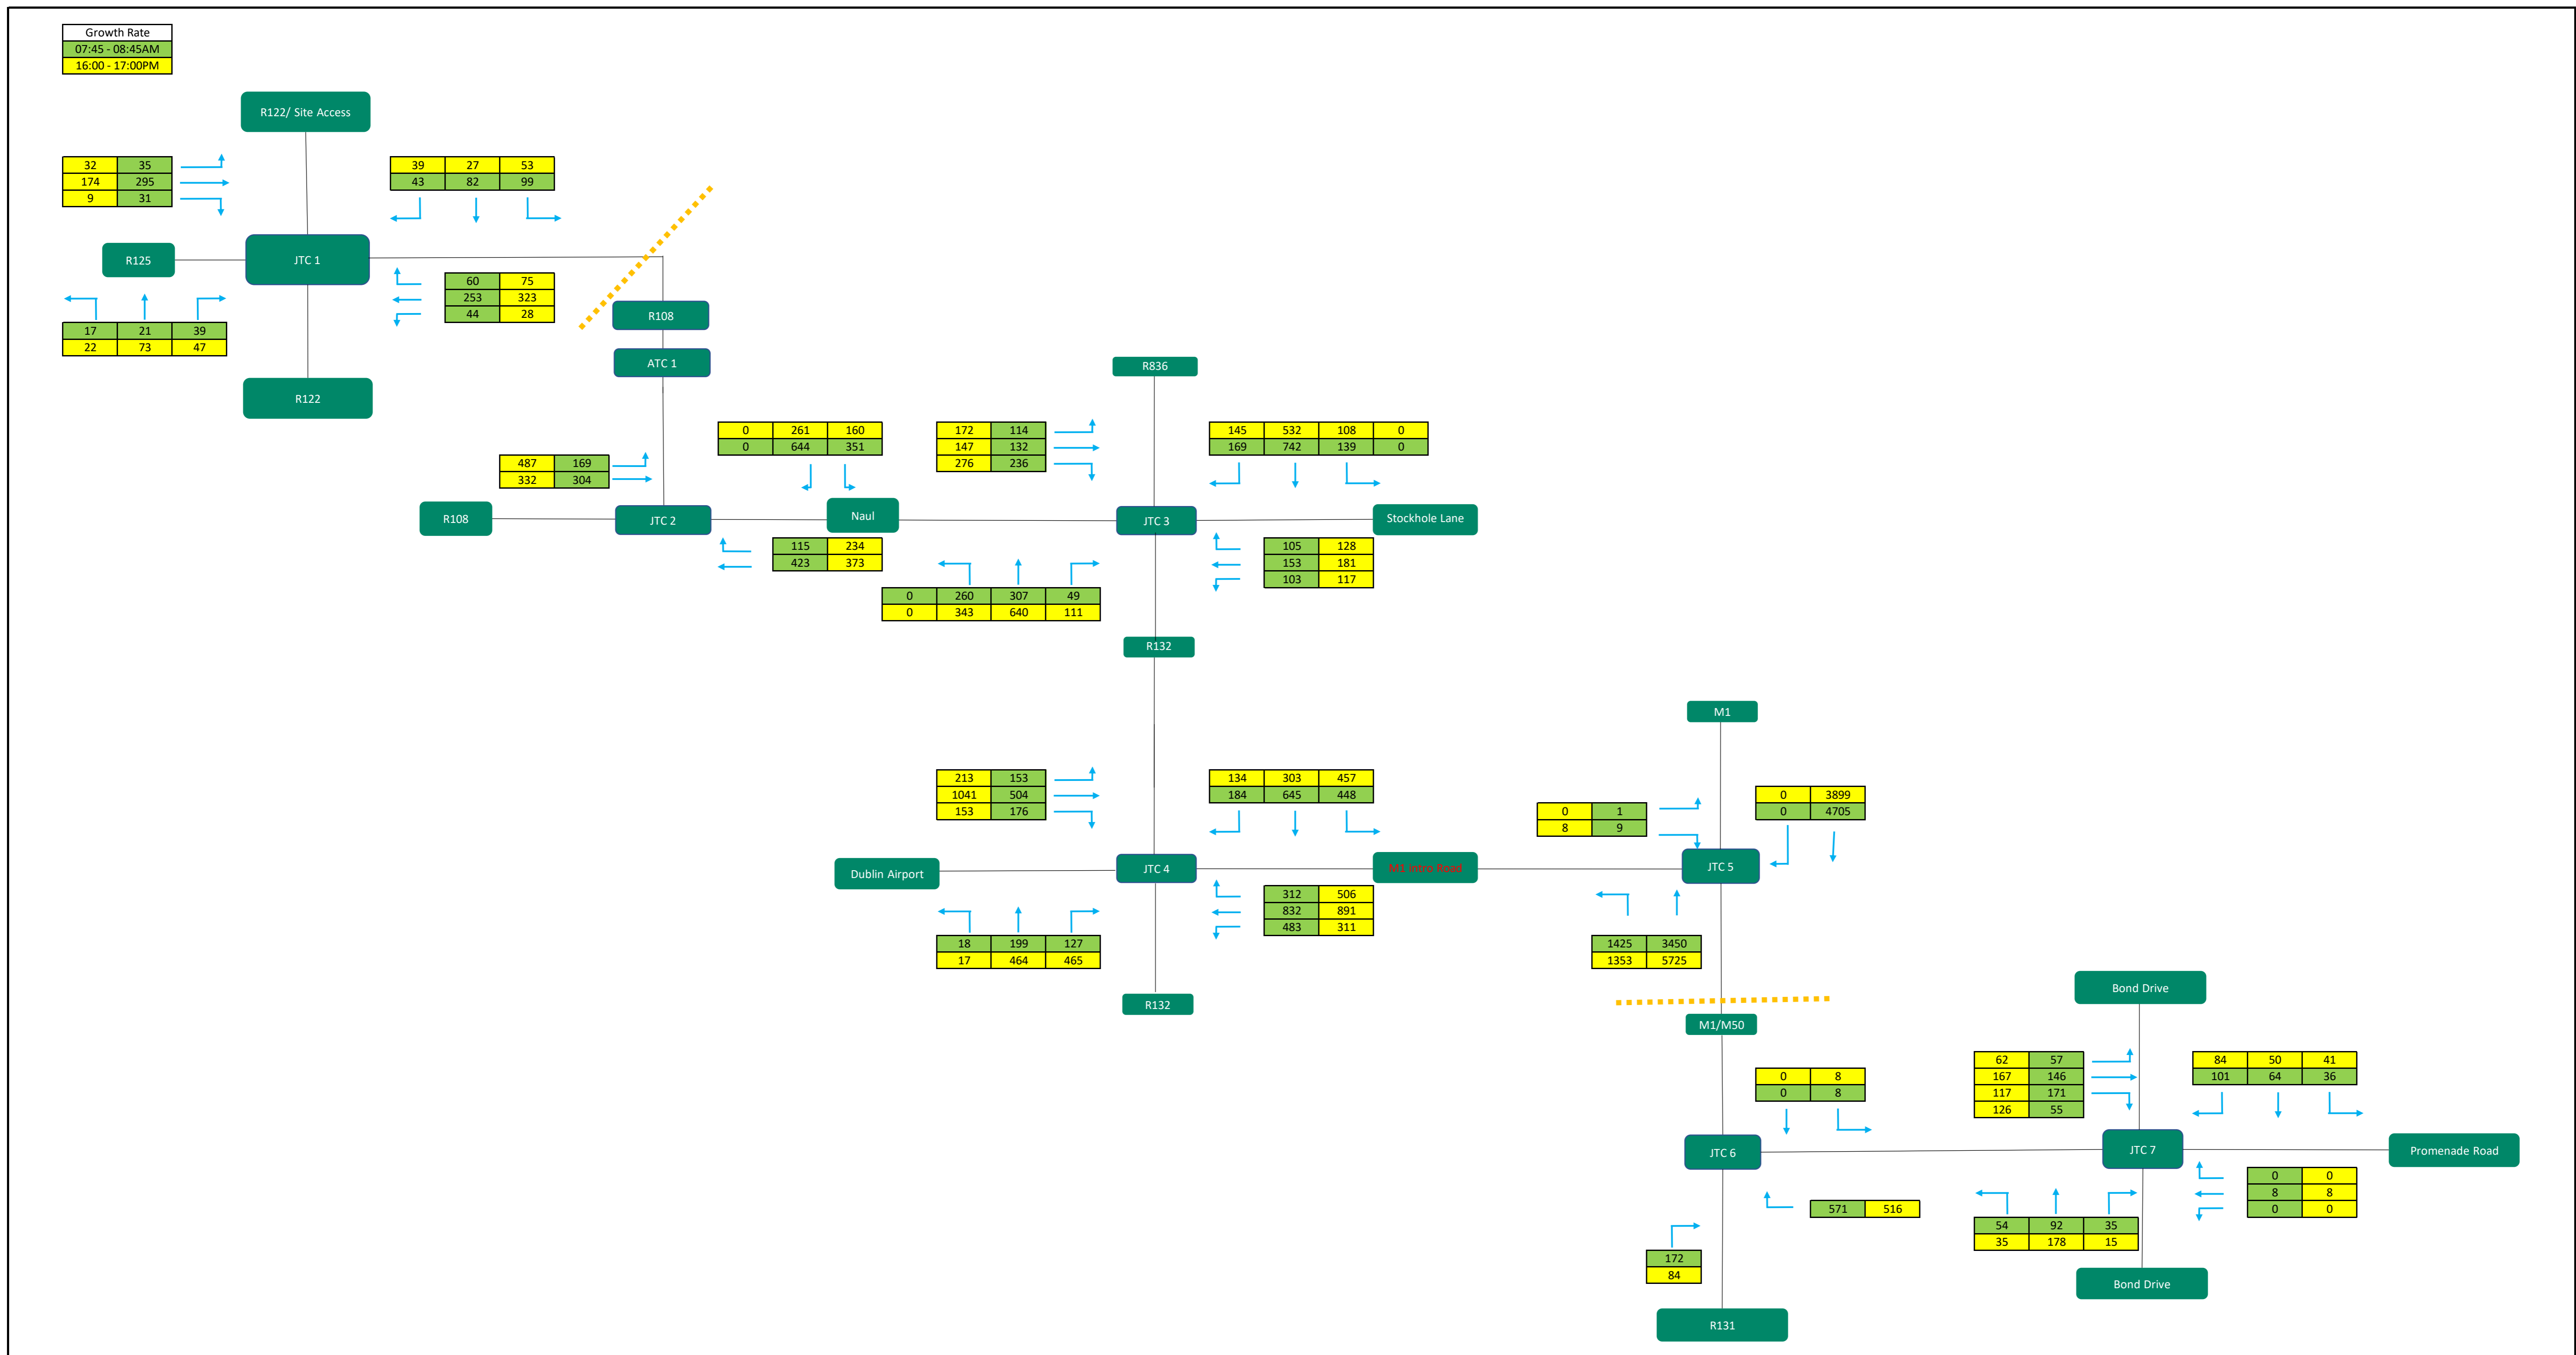 Growth Rate
07:45 - 08:45AM
16:00 - 17:00PM
R122/ Site Access
32 35
174 295
9 31
39 27 53
43 82 99
R125
JTC 1
60 75
253 323
44 28
17 21 39
22 73 47
R122
R108
ATC 1
R836
0 261 160
0 644 351
487 169
332 304
172 114
147 132
276 236
145 532 108 0
169 742 139 0
R108
JTC 2
Naul
JTC 3
Stockhole Lane
115 234
423 373
105 128
153 181
103 117
0 260 307 49
0 343 640 111
R132
M1
213 153
1041 504
153 176
134 303 457
184 645 448
0 1
8 9
0 3899
0 4705
Dublin Airport
JTC 4
M1 Intro Road
JTC 5
312 506
832 891
483 311
18 199 127
17 464 465
1425 3450
1353 5725
R132
Bond Drive
M1/M50
0 8
0 8
62 57
167 146
117 171
126 55
84 50 41
101 64 36
JTC 6
JTC 7
Promenade Road
0 0
8 8
0 0
571 516
54 92 35
35 178 15
172
84
Bond Drive
R131